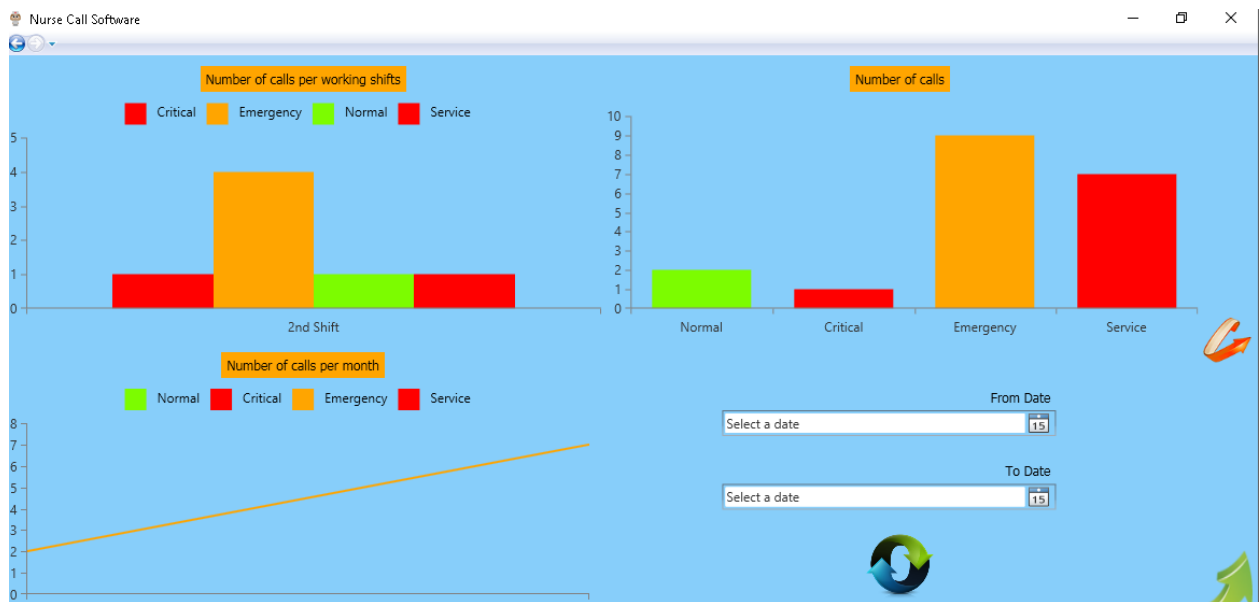 Nurse Call Software
Number of calls per working shifts
Critical Emergency Normal Service
5
4
3
2
1
0
2nd Shift
Number of calls
10
9
8
7
6
5
4
3
2
1
0
Normal Critical Emergency Service
Number of calls per month
Normal Critical Emergency Service
8
7
6
5
4
3
2
1
0
From Date
Select a date 15
To Date
Select a date 15